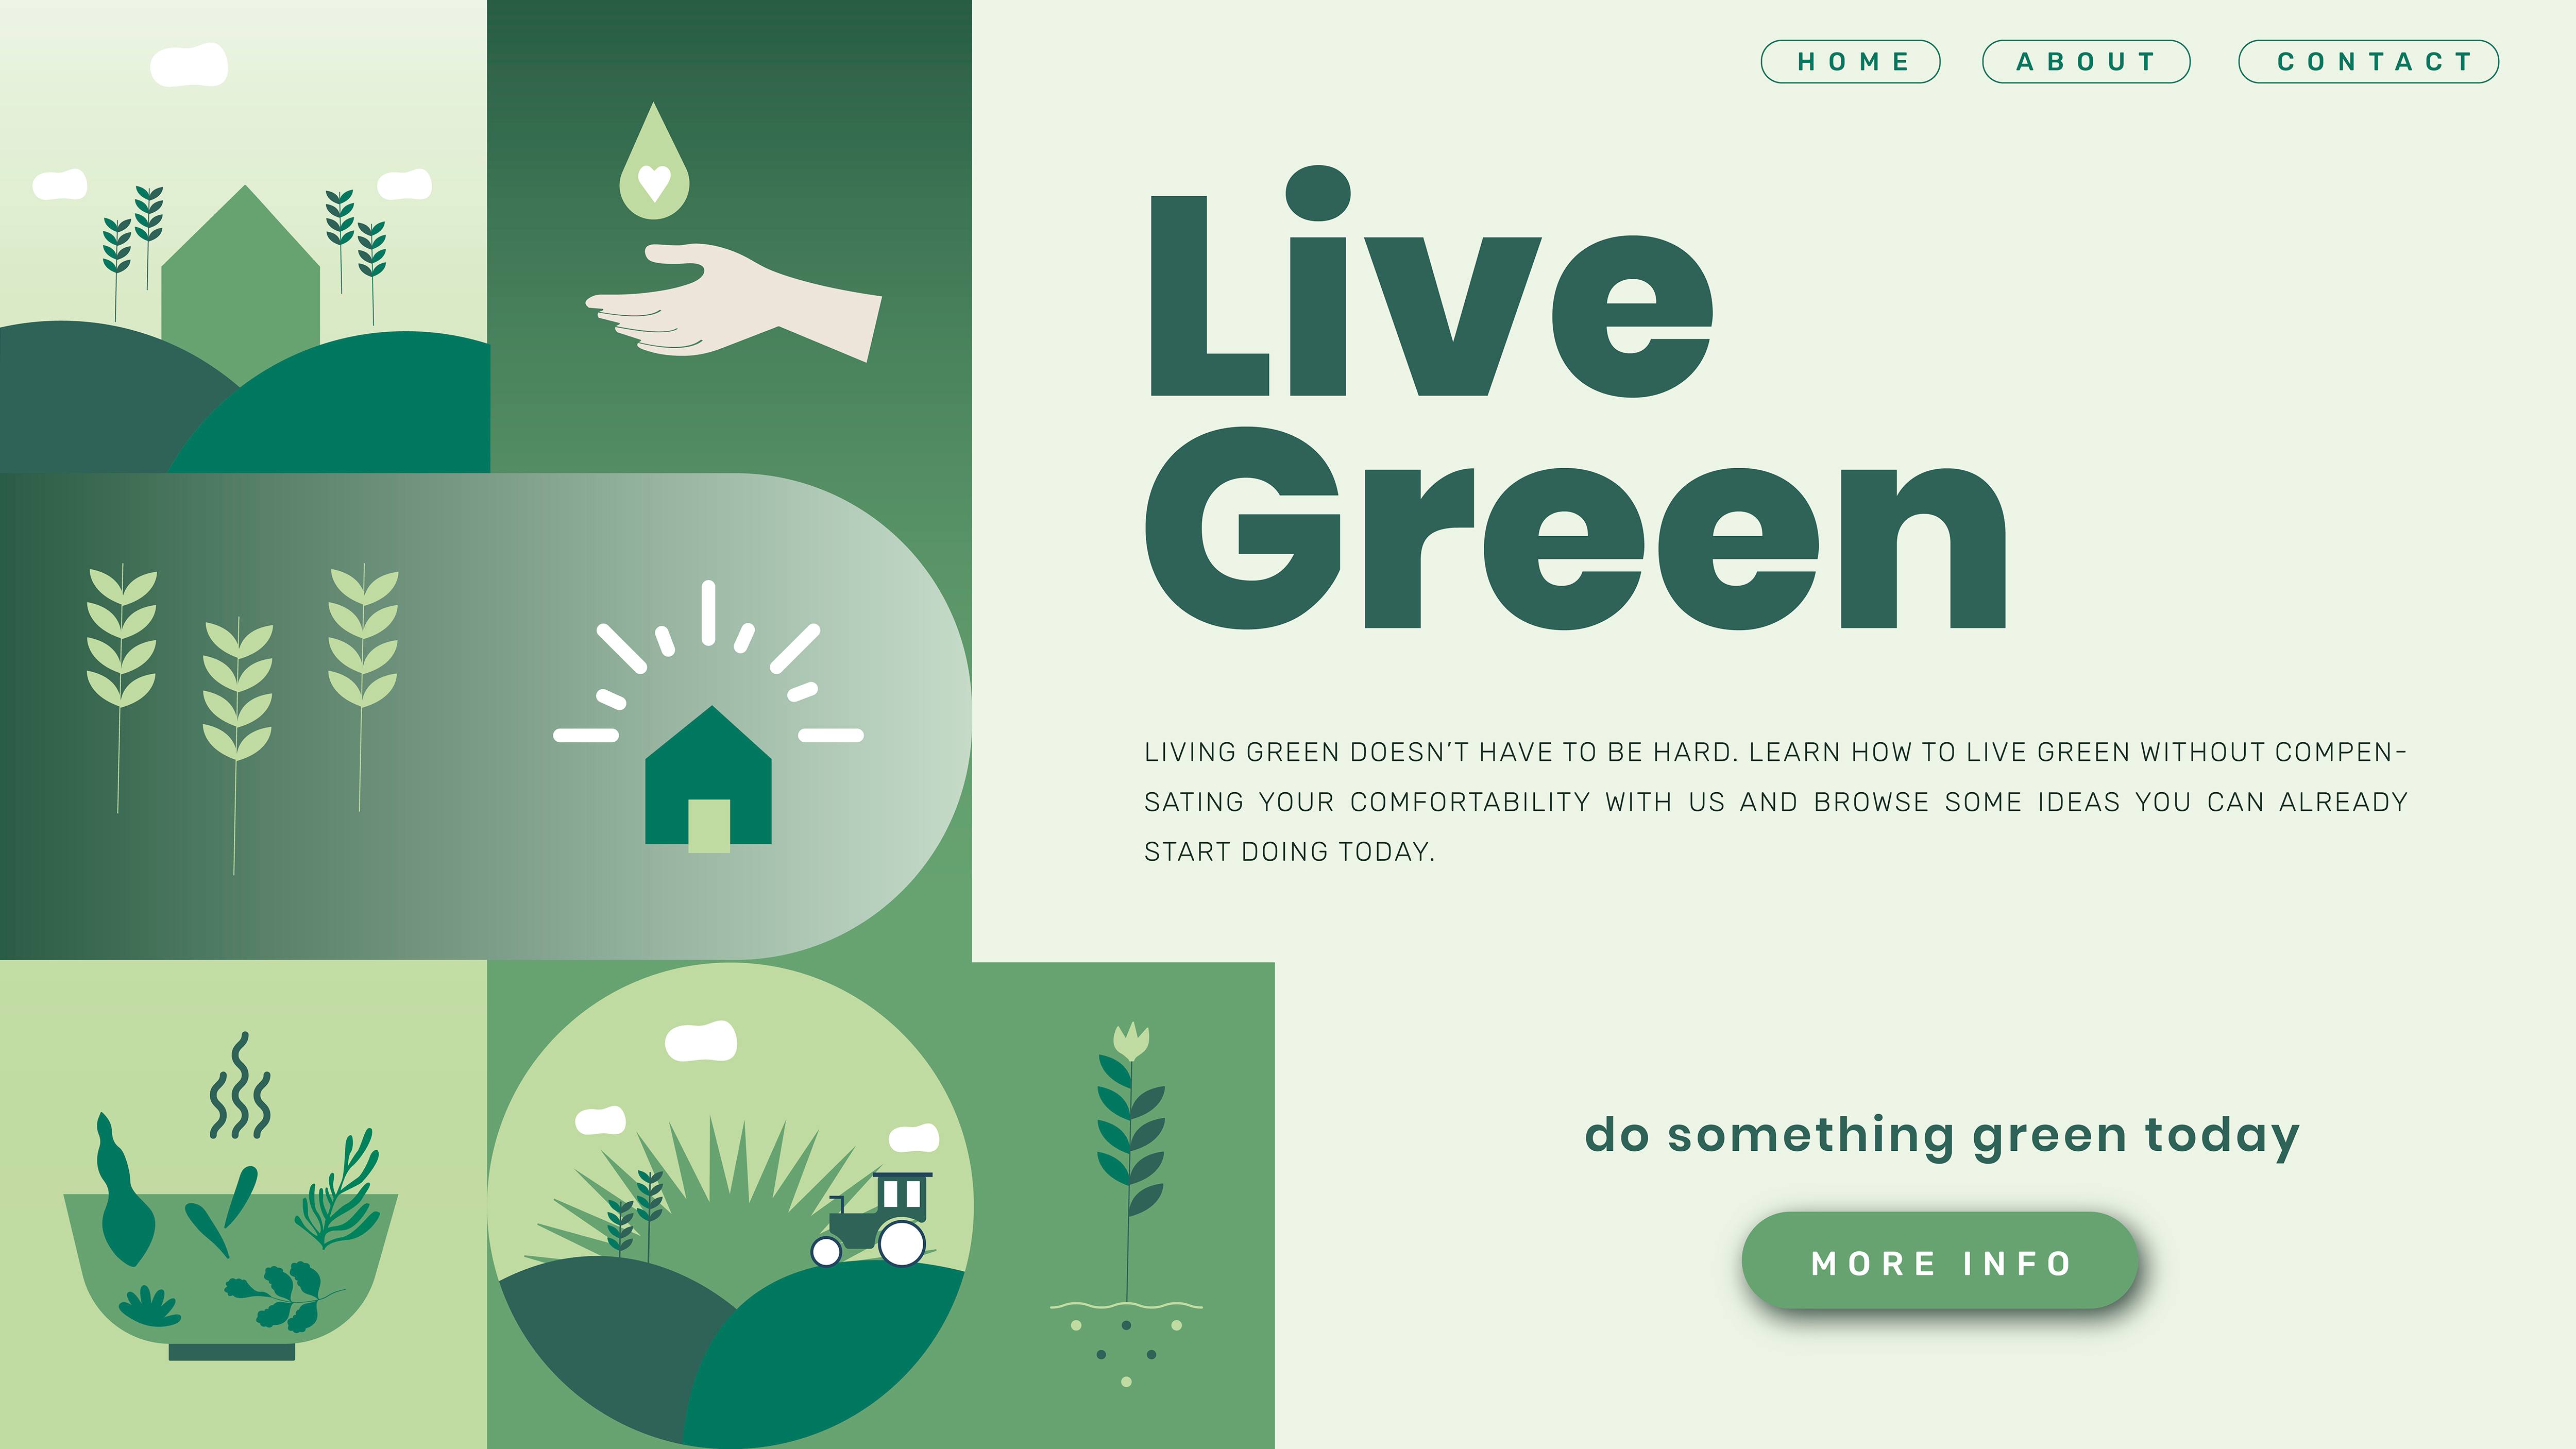 HOME ABOUT CONTACT
Live
Green
LIVING GREEN DOESN'T HAVE TO BE HARD. LEARN HOW TO LIVE GREEN WITHOUT COMPEN-
SATING YOUR COMFORTABILITY WITH US AND BROWSE SOME IDEAS YOU CAN ALREADY
START DOING TODAY.
do something green today
MORE INFO